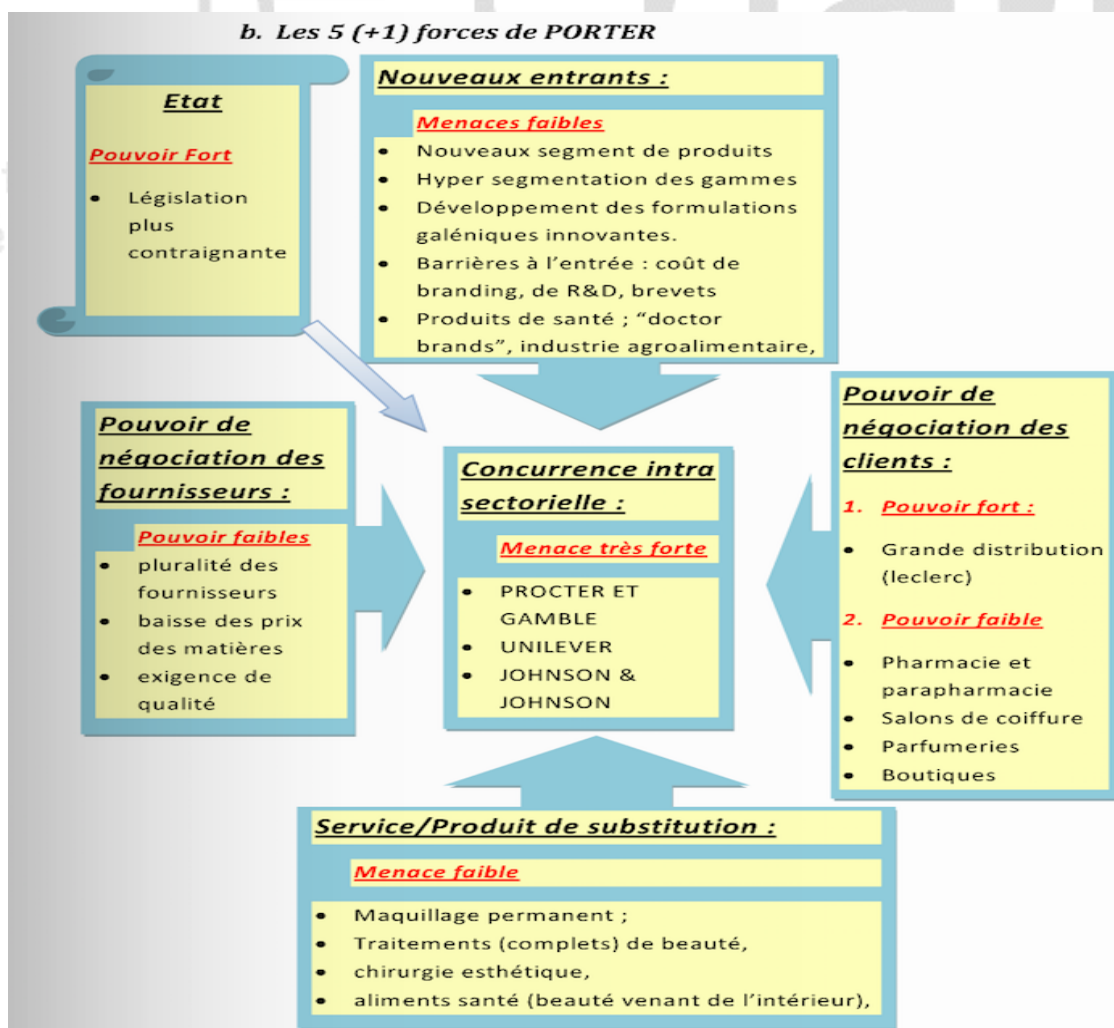 b. Les 5 (+1) forces de PORTER
Etat
Pouvoir Fort
• Législation
plus
contraignante
Nouveaux entrants :
Menaces faibles
• Nouveaux segment de produits
• Hyper segmentation des gammes
• Développement des formulations
galéniques innovantes.
• Barrières à l'entrée : coût de
branding, de R&D, brevets
• Produits de santé ; "doctor
brands", industrie agroalimentaire,
Pouvoir de
négociation des
fournisseurs :
Pouvoir faibles
• pluralité des
fournisseurs
• baisse des prix
des matières
• exigence de
qualité
Concurrence intra
sectorielle :
Menace très forte
• PROCTER ET
GAMBLE
• UNILEVER
• JOHNSON &
JOHNSON
Pouvoir de
négociation des
clients :
1. Pouvoir fort :
• Grande distribution
(leclerc)
2. Pouvoir faible
• Pharmacie et
parapharmacie
• Salons de coiffure
• Parfumeries
• Boutiques
Service/Produit de substitution :
Menace faible
• Maquillage permanent ;
• Traitements (complets) de beauté,
• chirurgie esthétique,
• aliments santé (beauté venant de l'intérieur),